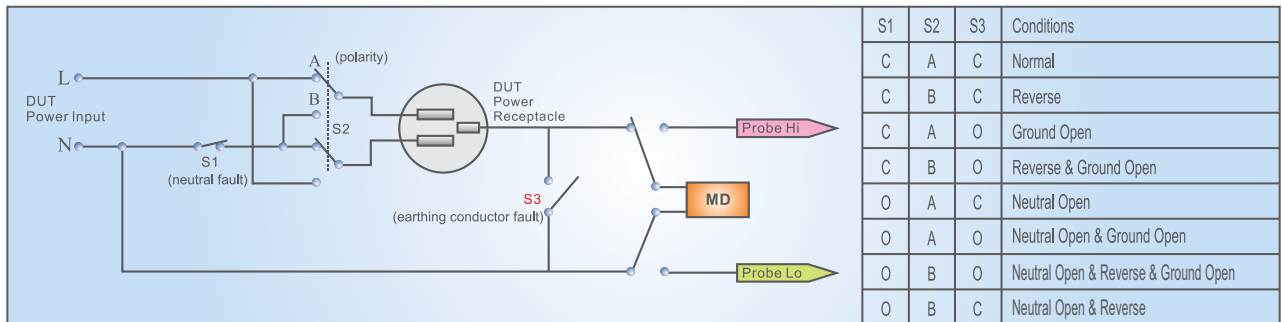 L
DUT
Power Input
N
A
(polarity)
B
S2
S1
(neutral fault)
DUT
Power
Receptacle
S3
(earthing conductor fault)
MD
Probe Hi
Probe Lo
S1 S2 S3 Conditions
C A C Normal
C B C Reverse
C A O Ground Open
C B O Reverse & Ground Open
O A C Neutral Open
O A O Neutral Open & Ground Open
O B O Neutral Open & Reverse & Ground Open
O B C Neutral Open & Reverse